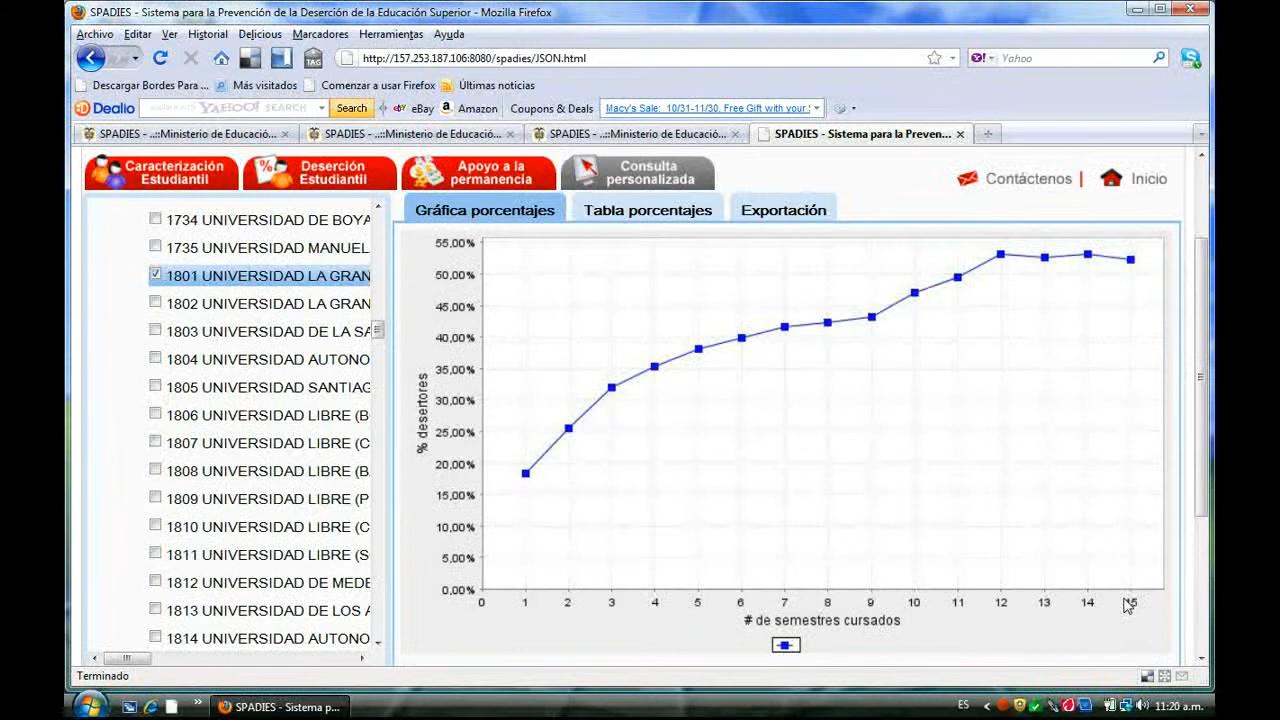 SPADIES - Sistema para la Prevención de la Deserción de la Educación Superior - Mozilla Firefox
Archivo Editar Ver Historial Delicious Marcadores Herramientas Ayuda
TAG http://157.253.187.106:8080/spadies/JSON.html Y! Yahoo
Descargar Bordes Para ... Más visitados Comenzar a usar Firefox Últimas noticias
Dealio YAHOO! SEARCH Search eBay Amazon Coupons & Deals Macy's Sale: 10/31-11/30, Free Gift with your
SPADIES - ..::Ministerio de Educació... SPADIES - ..::Ministerio de Educació... SPADIES - ..::Ministerio de Educació... SPADIES - Sistema para la Preven...
Caracterización Estudiantil
% Deserción Estudiantil
Apoyo a la permanencia
Consulta personalizada
Contáctenos | Inicio
Gráfica porcentajes Tabla porcentajes Exportación
1734 UNIVERSIDAD DE BOYA
1735 UNIVERSIDAD MANUEL
1801 UNIVERSIDAD LA GRAN
1802 UNIVERSIDAD LA GRAN
1803 UNIVERSIDAD DE LA SA
1804 UNIVERSIDAD AUTONO
1805 UNIVERSIDAD SANTIAG
1806 UNIVERSIDAD LIBRE (B
1807 UNIVERSIDAD LIBRE (C
1808 UNIVERSIDAD LIBRE (B
1809 UNIVERSIDAD LIBRE (P
1810 UNIVERSIDAD LIBRE (C
1811 UNIVERSIDAD LIBRE (S
1812 UNIVERSIDAD DE MEDE
1813 UNIVERSIDAD DE LOS A
1814 UNIVERSIDAD AUTONO
55,00%
50,00%
45,00%
40,00%
35,00%
30,00%
25,00%
20,00%
15,00%
10,00%
5,00%
0,00%
% desertores
0 1 2 3 4 5 6 7 8 9 10 11 12 13 14 15
# de semestres cursados
Terminado
SPADIES - Sistema p... ES 11:20 a.m.